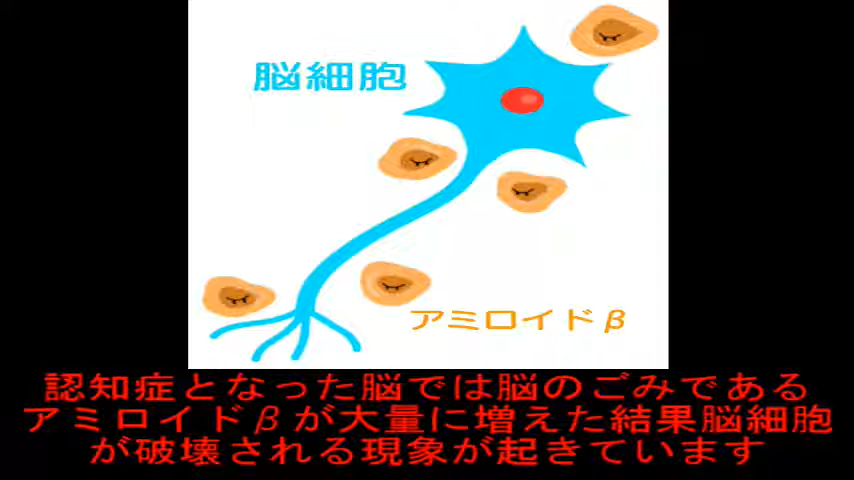 脳細胞
アミロイドβ
認知症となった脳では脳のごみである
アミロイドβが大量に増えた結果脳細胞
が破壊される現象が起きています